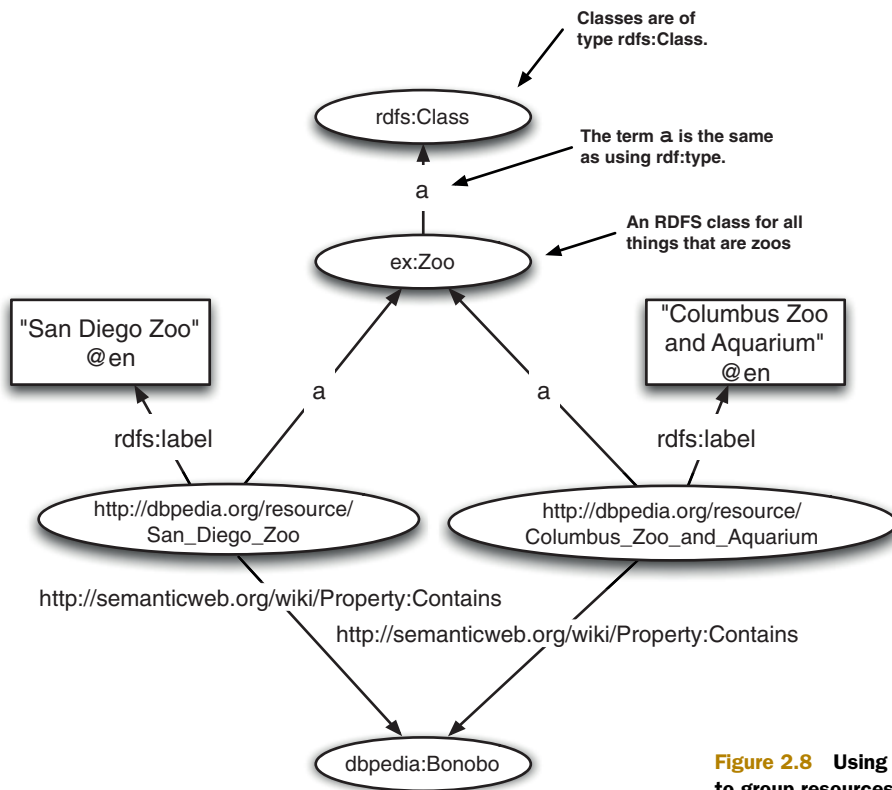 Classes are of
type rdfs:Class.
rdfs:Class
The term a is the same
as using rdf:type.
a
An RDFS class for all
things that are zoos
ex:Zoo
"San Diego Zoo"
@en
"Columbus Zoo
and Aquarium"
@en
a
a
rdfs:label
rdfs:label
http://dbpedia.org/resource/
San_Diego_Zoo
http://dbpedia.org/resource/
Columbus_Zoo_and_Aquarium
http://semanticweb.org/wiki/Property:Contains
http://semanticweb.org/wiki/Property:Contains
dbpedia:Bonobo
Figure 2.8 Using
to group resources